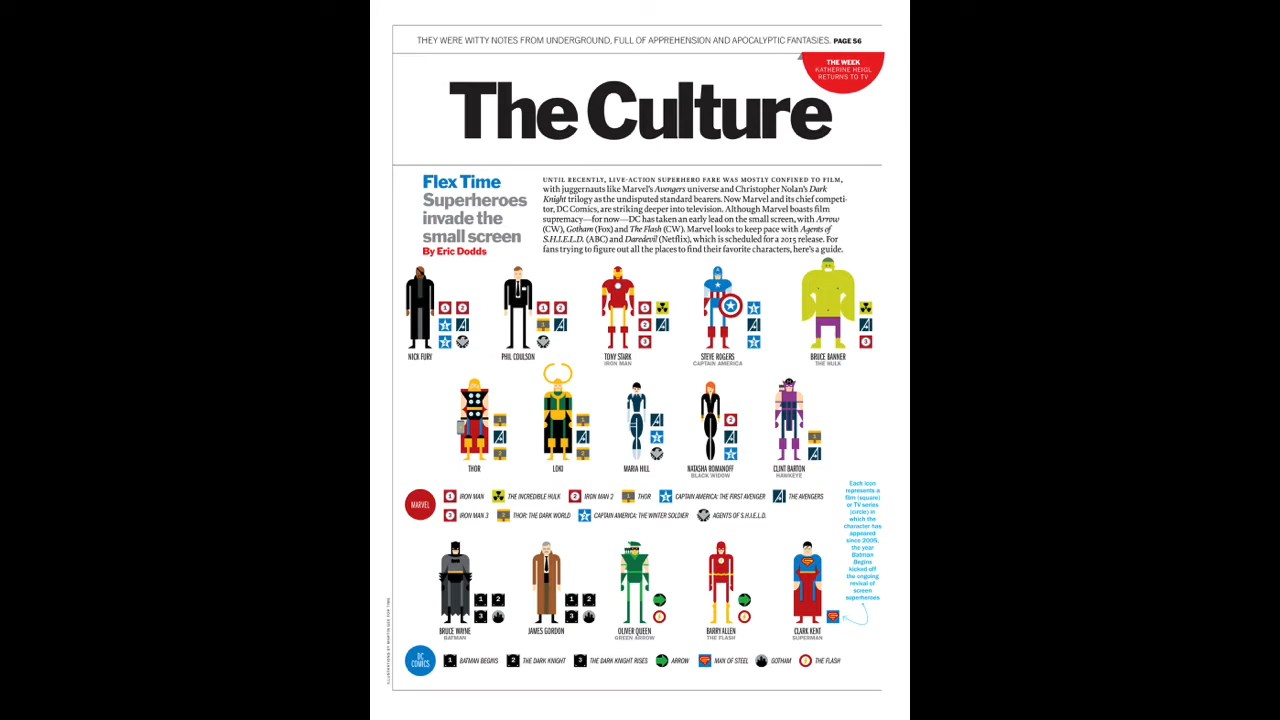 THEY WERE WITTY NOTES FROM UNDERGROUND, FULL OF APPREHENSION AND APOCALYPTIC FANTASIES. PAGE 56
THE WEEK
KATHERINE HEIGL
RETURNS TO TV
The Culture
Flex Time
Superheroes
invade the
small screen
By Eric Dodds
UNTIL RECENTLY, LIVE-ACTION SUPERHERO FARE WAS MOSTLY CONFINED TO FILM,
with juggernauts like Marvel's Avengers universe and Christopher Nolan's Dark
Knight trilogy as the undisputed standard bearers. Now Marvel and its chief competi-
tor, DC Comics, are striking deeper into television. Although Marvel boasts film
supremacy—for now—DC has taken an early lead on the small screen, with Arrow
(CW), Gotham (Fox) and The Flash (CW). Marvel looks to keep pace with Agents of
S.H.I.E.L.D. (ABC) and Daredevil (Netflix), which is scheduled for a 2015 release. For
fans trying to figure out all the places to find their favorite characters, here's a guide.
NICK FURY
PHIL COULSON
TONY STARK
IRON MAN
STEVE ROGERS
CAPTAIN AMERICA
BRUCE BANNER
THE HULK
THOR
LOKI
MARIA HILL
NATASHA ROMANOFF
BLACK WIDOW
CLINT BARTON
HAWKEYE
MARVEL
1 IRON MAN
THE INCREDIBLE HULK
2 IRON MAN 2
1 THOR
CAPTAIN AMERICA: THE FIRST AVENGER
THE AVENGERS
3 IRON MAN 3
2 THOR: THE DARK WORLD
CAPTAIN AMERICA: THE WINTER SOLDIER
AGENTS OF S.H.I.E.L.D.
Each icon
represents a
film (square)
or TV series
(circle) in
which the
character has
appeared
since 2005,
the year
Batman
Begins
kicked off
the ongoing
revival of
screen
superheroes
BRUCE WAYNE
BATMAN
JAMES GORDON
OLIVER QUEEN
GREEN ARROW
BARRY ALLEN
THE FLASH
CLARK KENT
SUPERMAN
DC
COMICS
1 BATMAN BEGINS
2 THE DARK KNIGHT
3 THE DARK KNIGHT RISES
ARROW
MAN OF STEEL
GOTHAM
THE FLASH